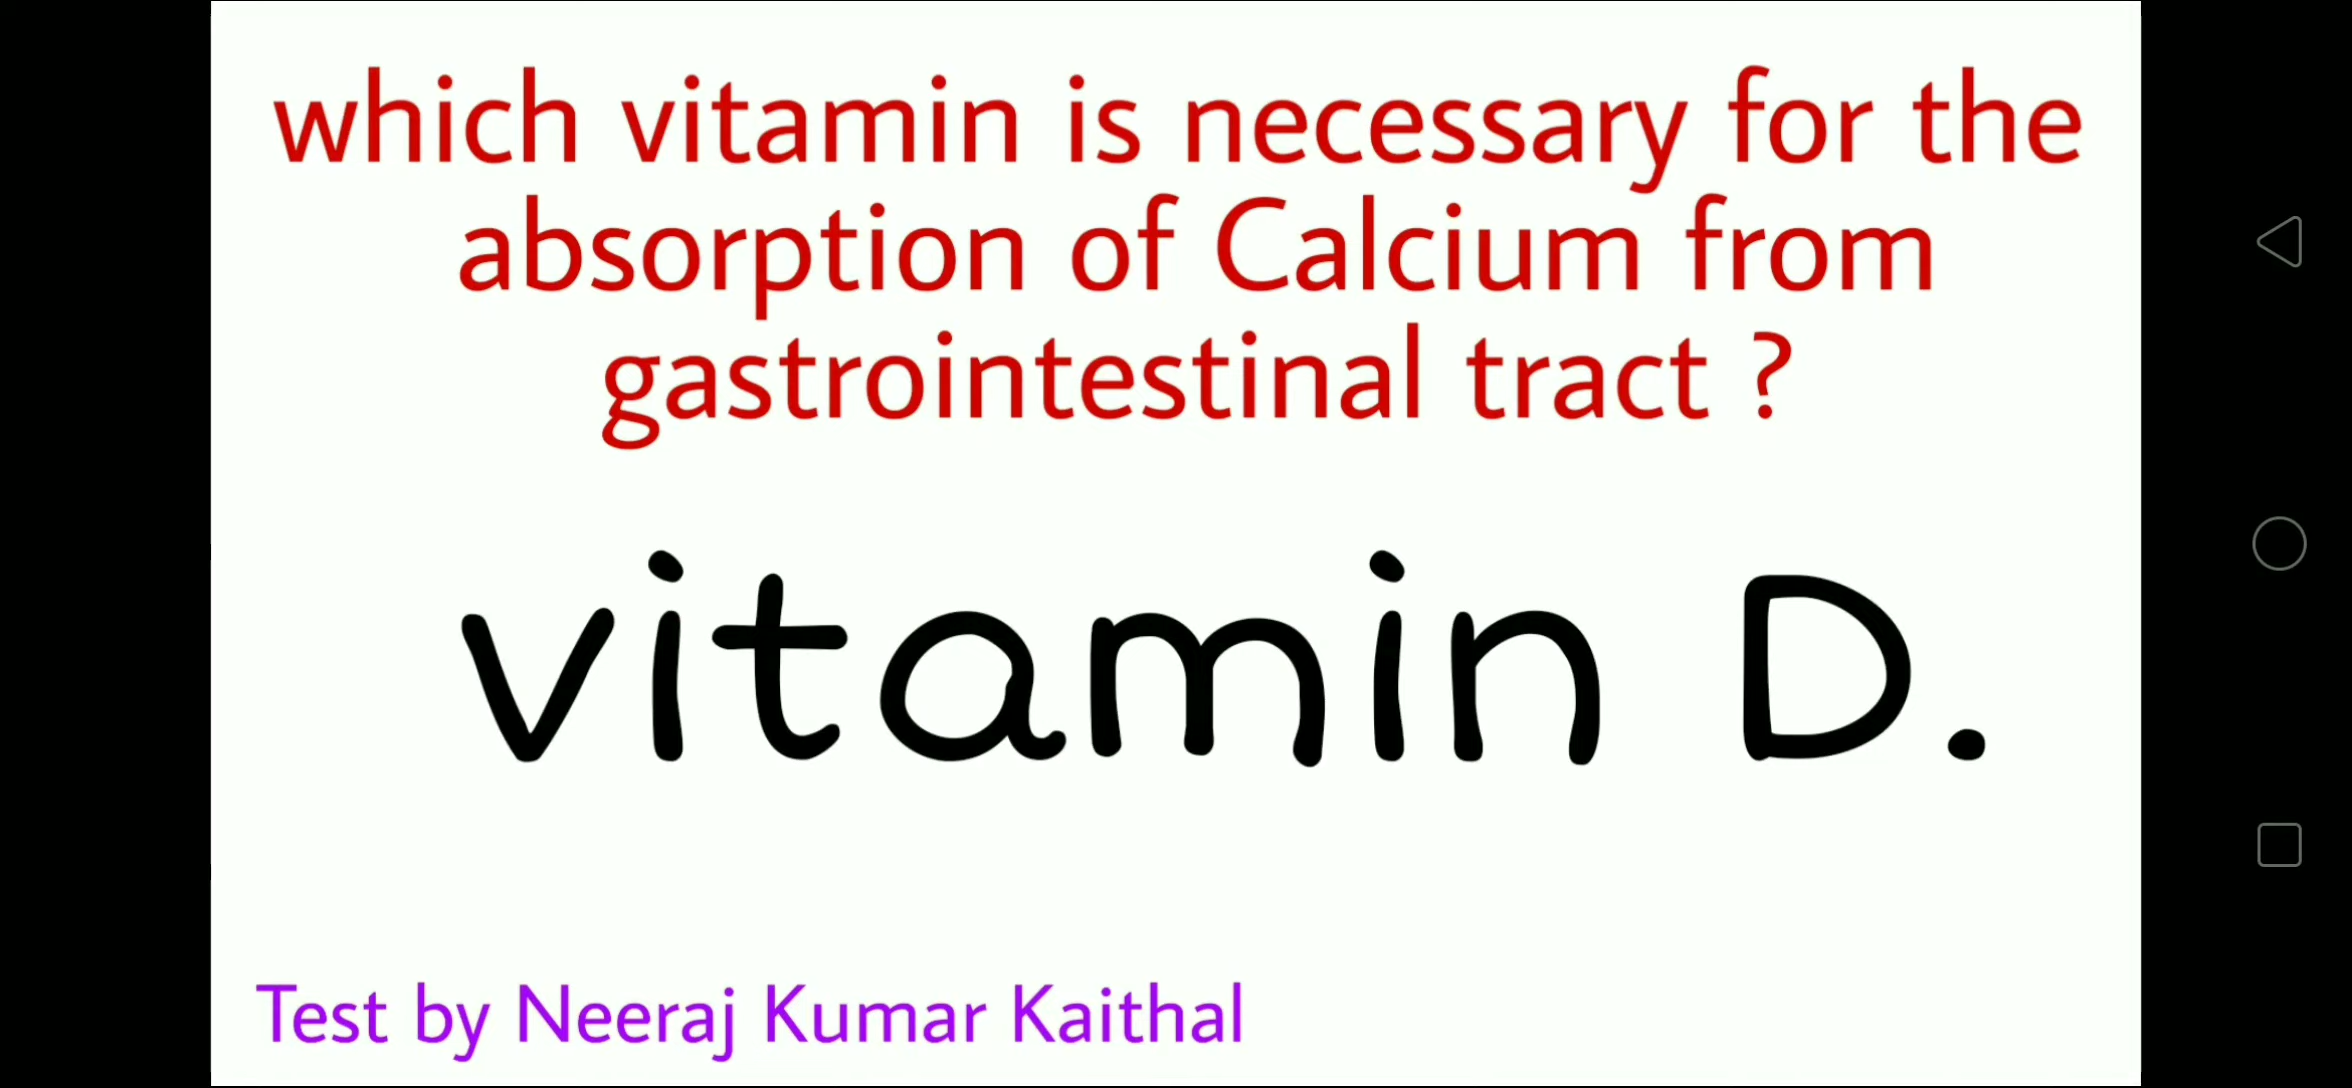 which vitamin is necessary for the
absorption of Calcium from
gastrointestinal tract ?
vitamin D.
Test by Neeraj Kumar Kaithal